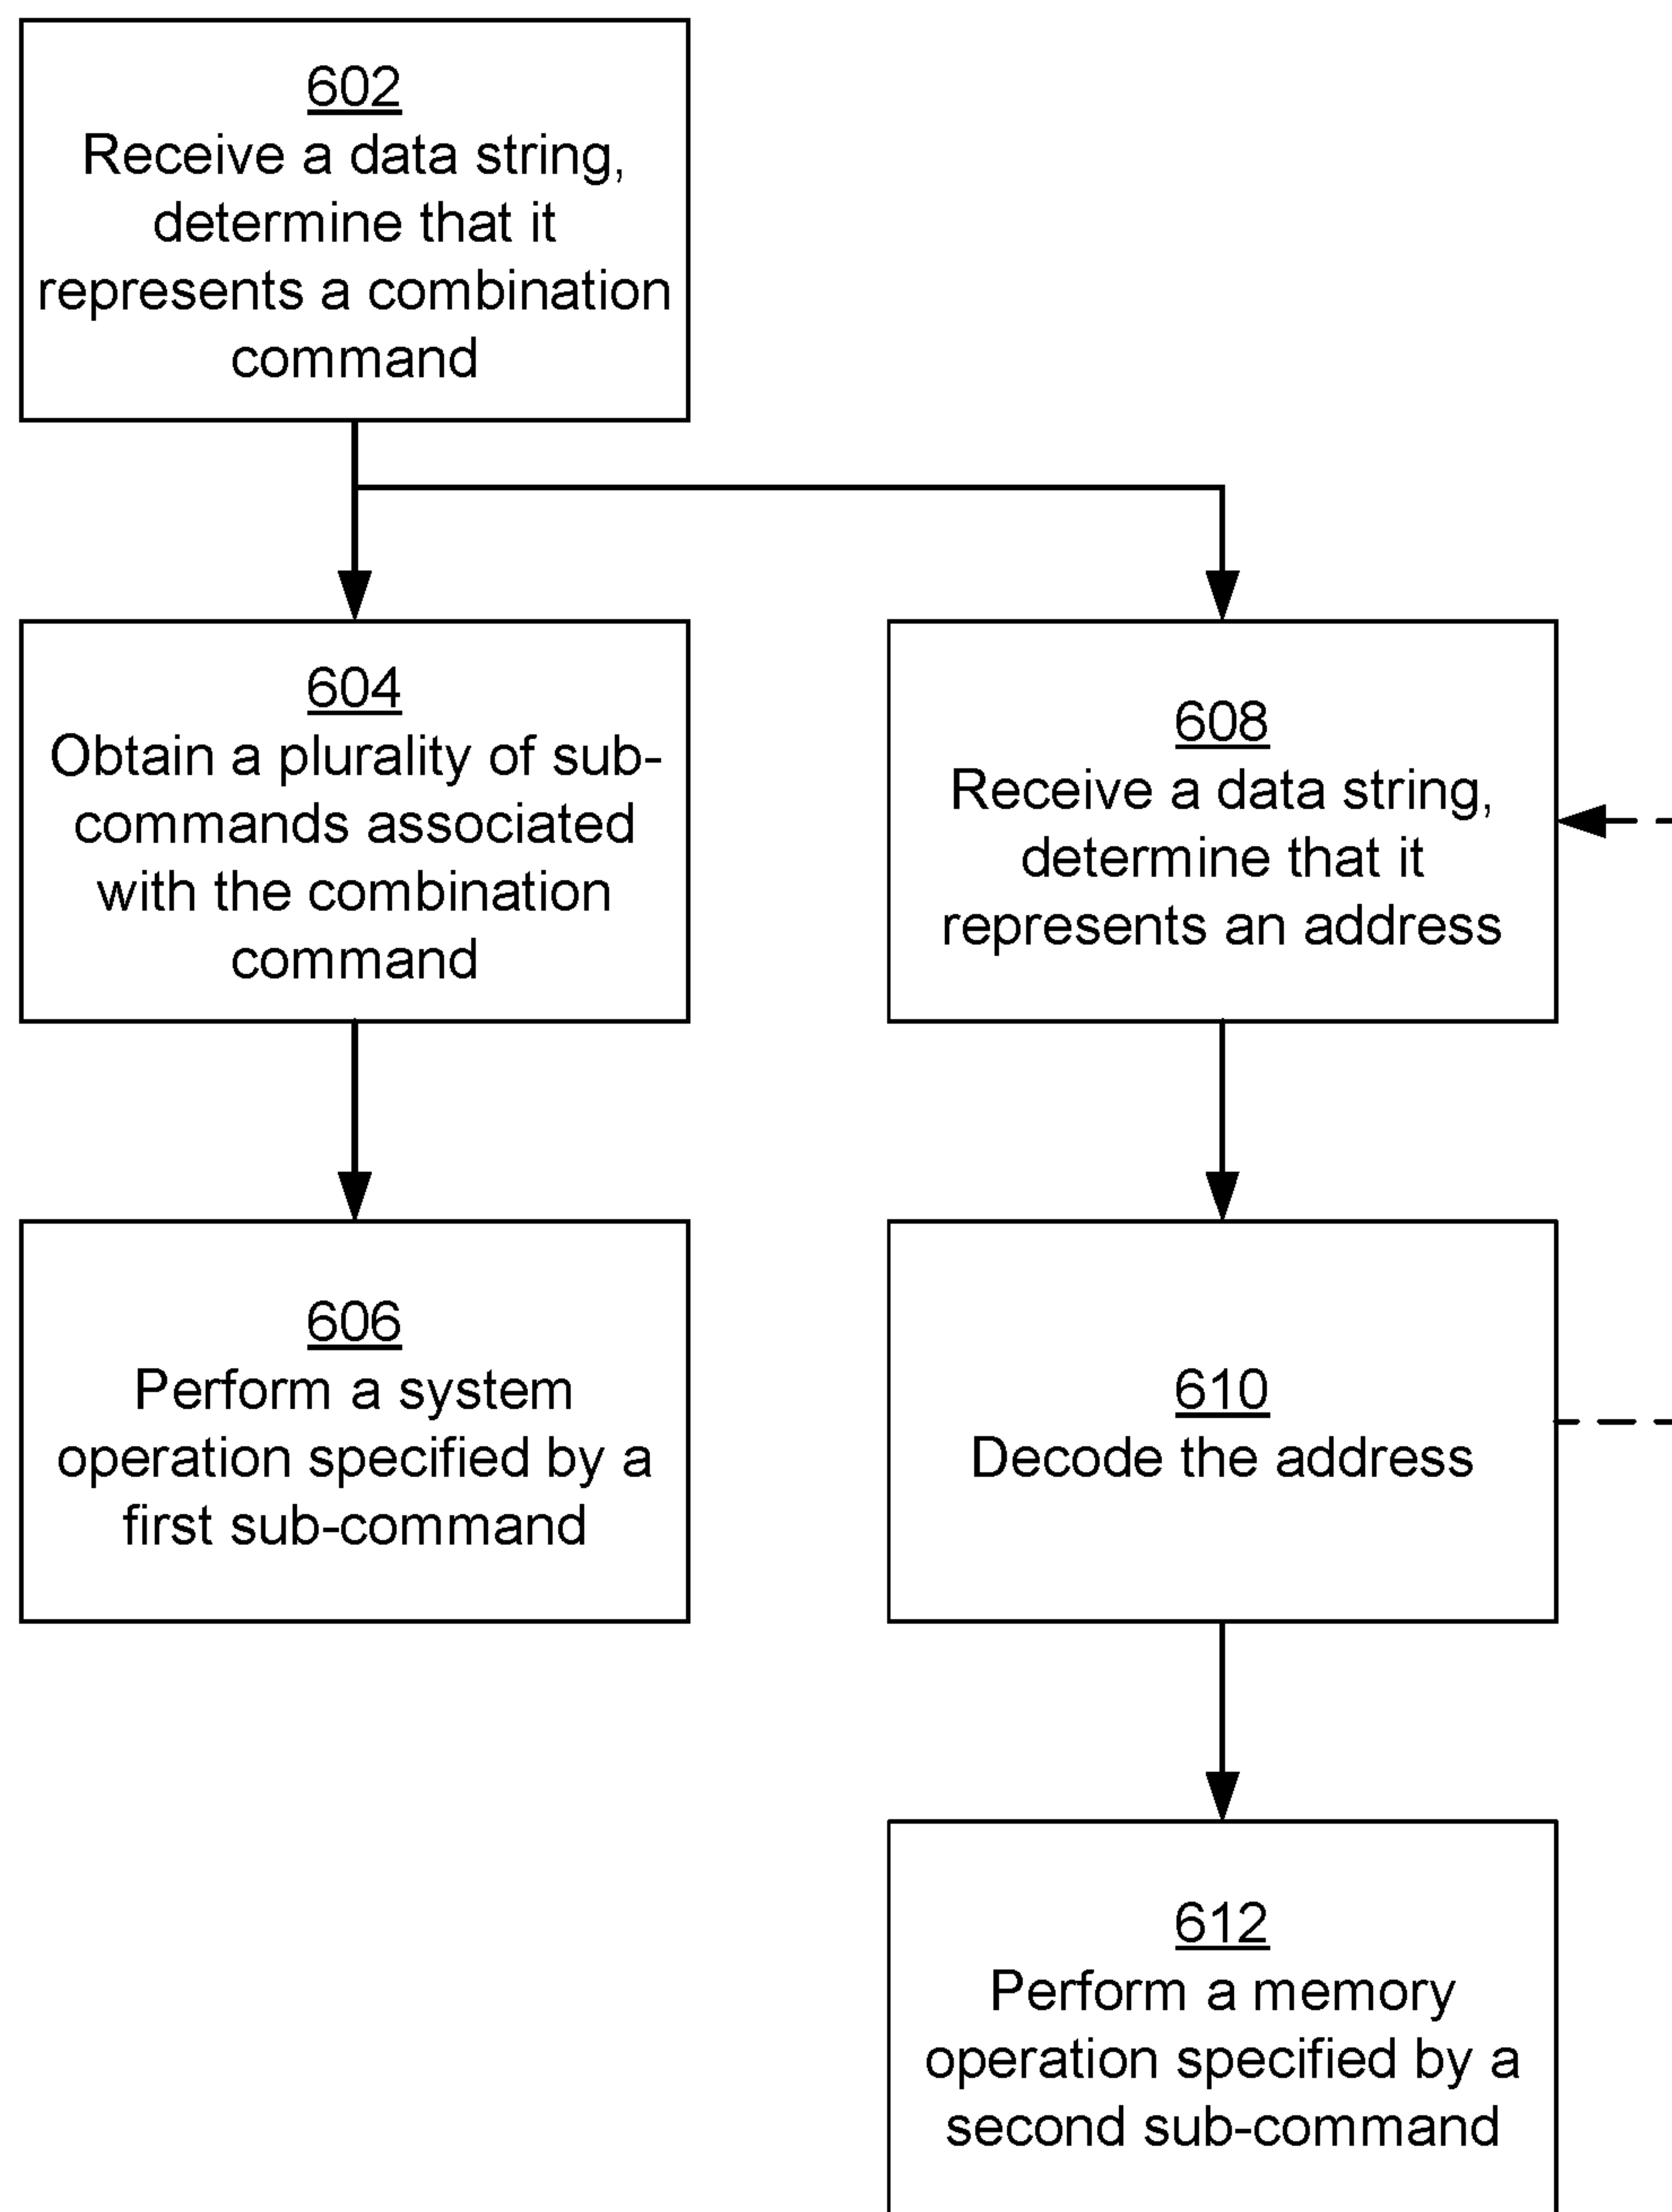 602
Receive a data string,
determine that it
represents a combination
command
604
Obtain a plurality of sub-
commands associated
with the combination
command
608
Receive a data string,
determine that it
represents an address
606
Perform a system
operation specified by a
first sub-command
610
Decode the address
612
Perform a memory
operation specified by a
second sub-command